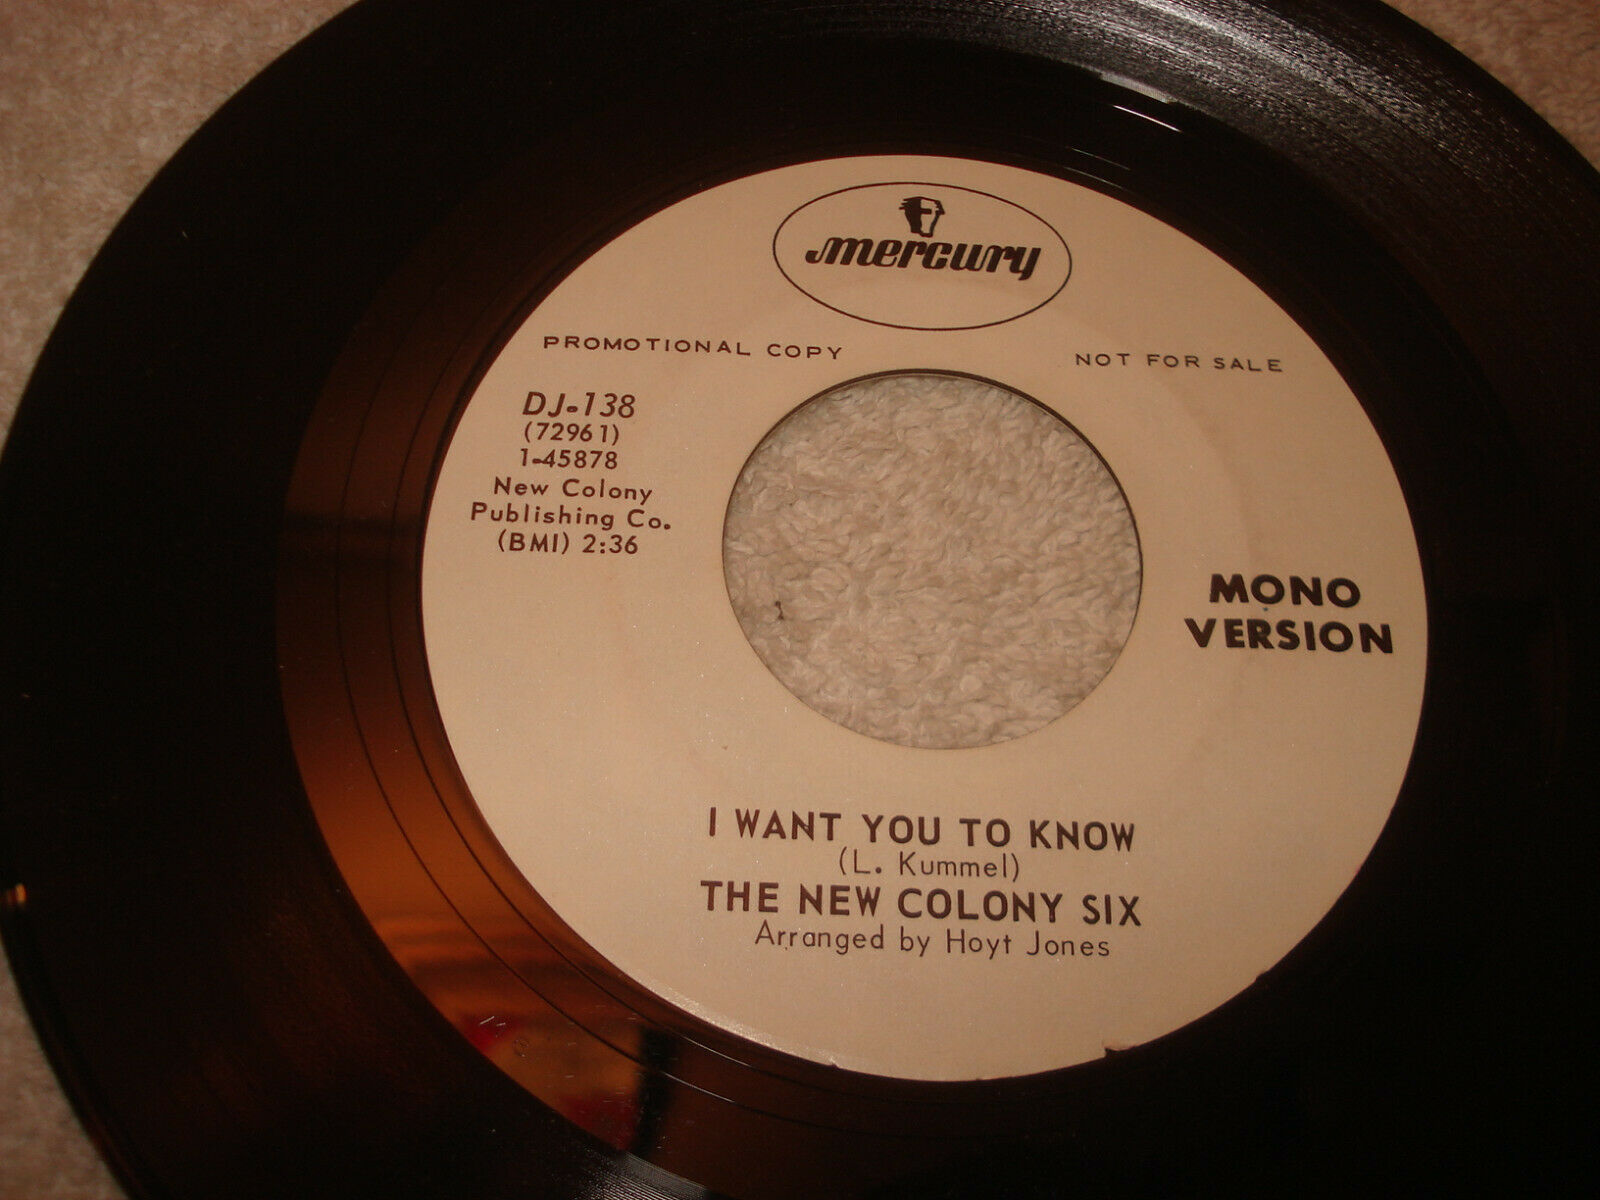 mercury
PROMOTIONAL COPY
NOT FOR SALE
DJ-138
(72961)
1-45878
New Colony
Publishing Co.
(BMI) 2:36
MONO
VERSION
I WANT YOU TO KNOW
(L. Kummel)
THE NEW COLONY SIX
Arranged by Hoyt Jones